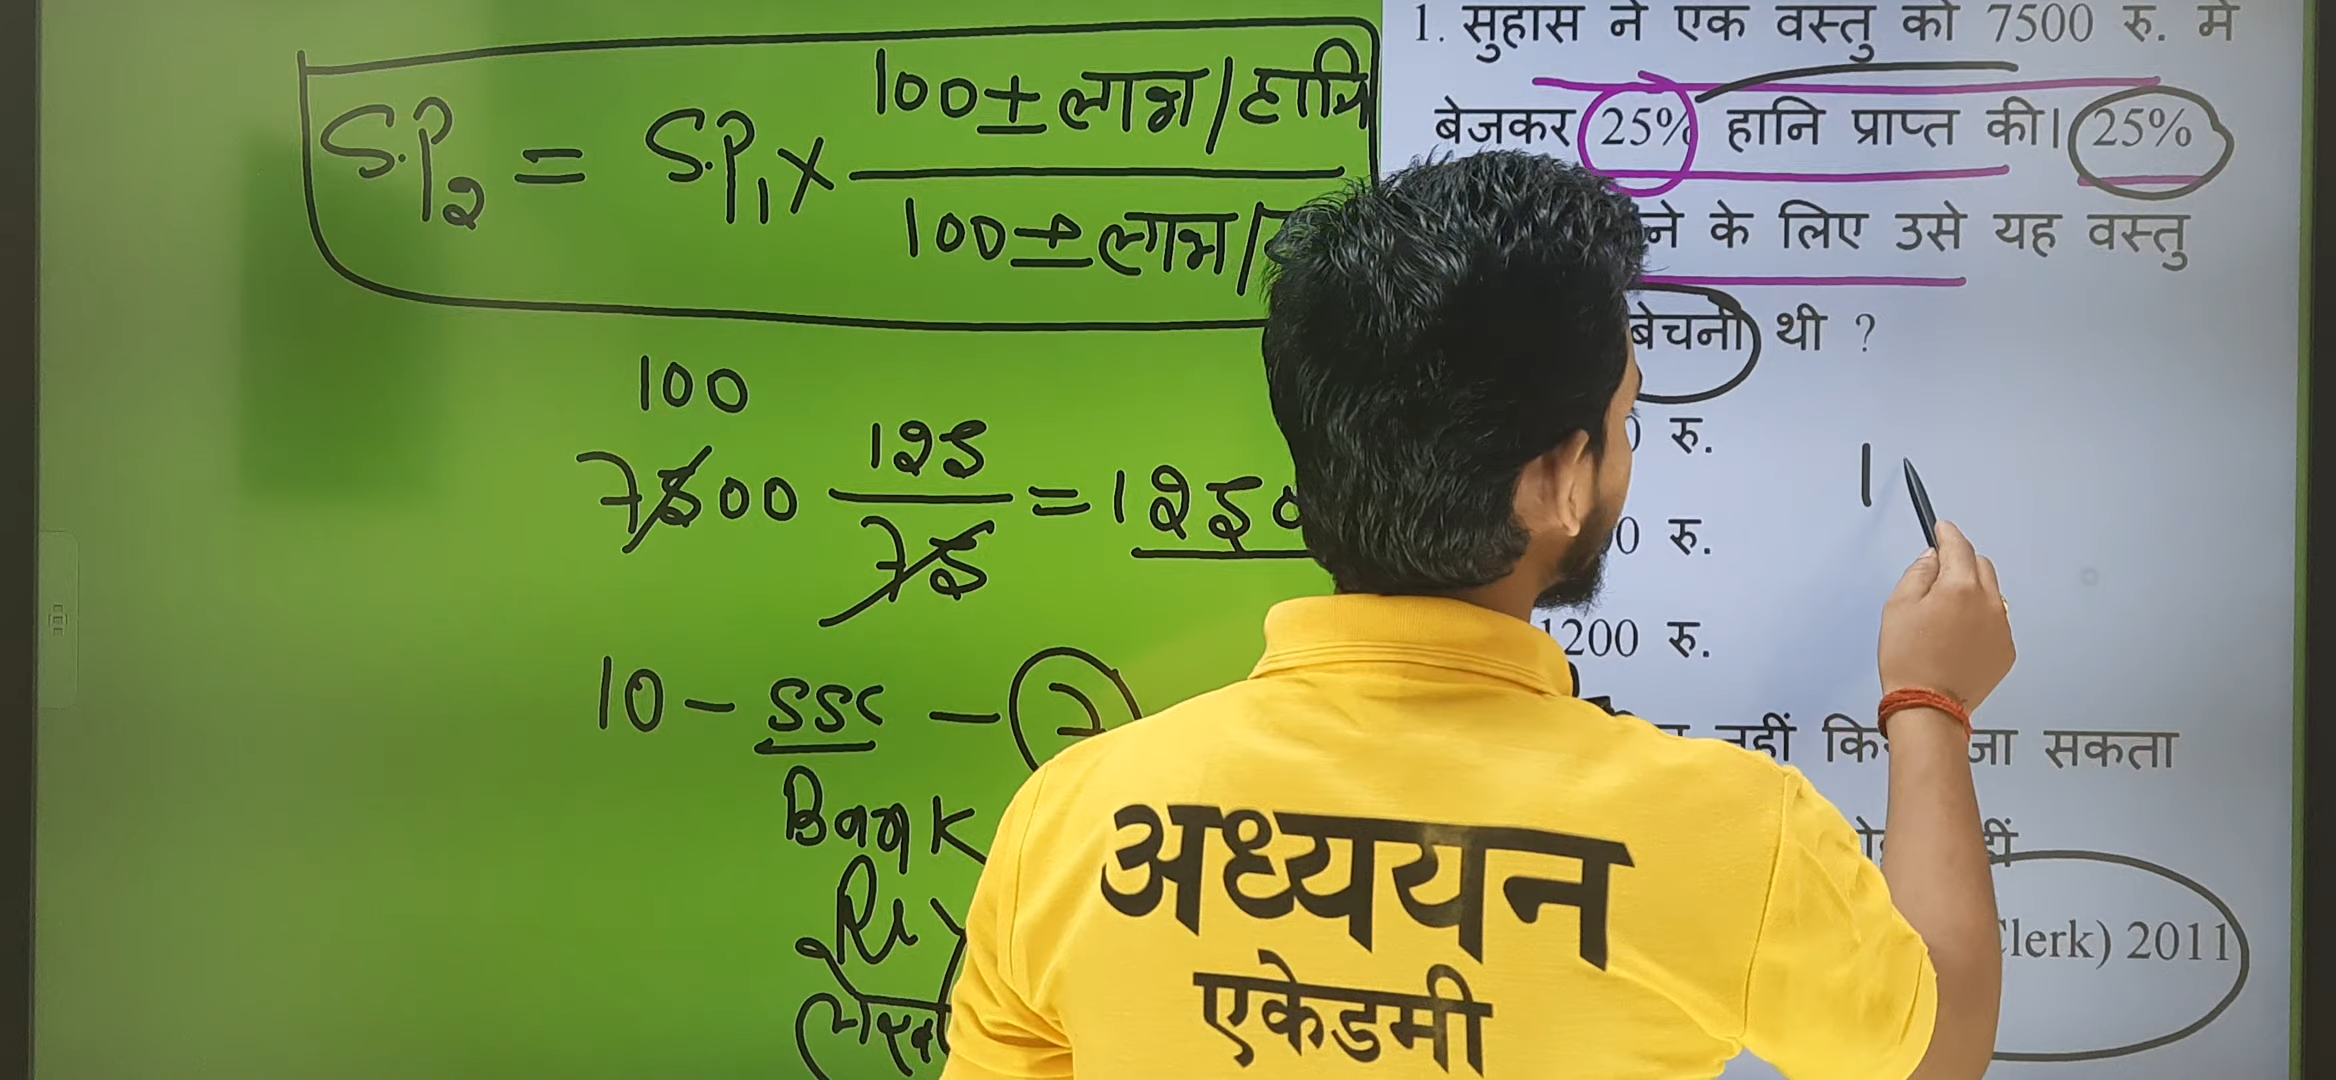 S.P₂ = S.P₁ × 100 ± लाभ/हानि
100 ± लाभ/
100
7500 125/75 = 1250
10 - SSC - 2
Bank
1. सुहास ने एक वस्तु को 7500 रु. में
बेजकर 25% हानि प्राप्त की। 25%
ने के लिए उसे यह वस्तु
बेचनी थी ?
रु.
0 रु.
1200 रु.
नहीं जा सकता
Clerk) 2011
अध्ययन
एकेडमी